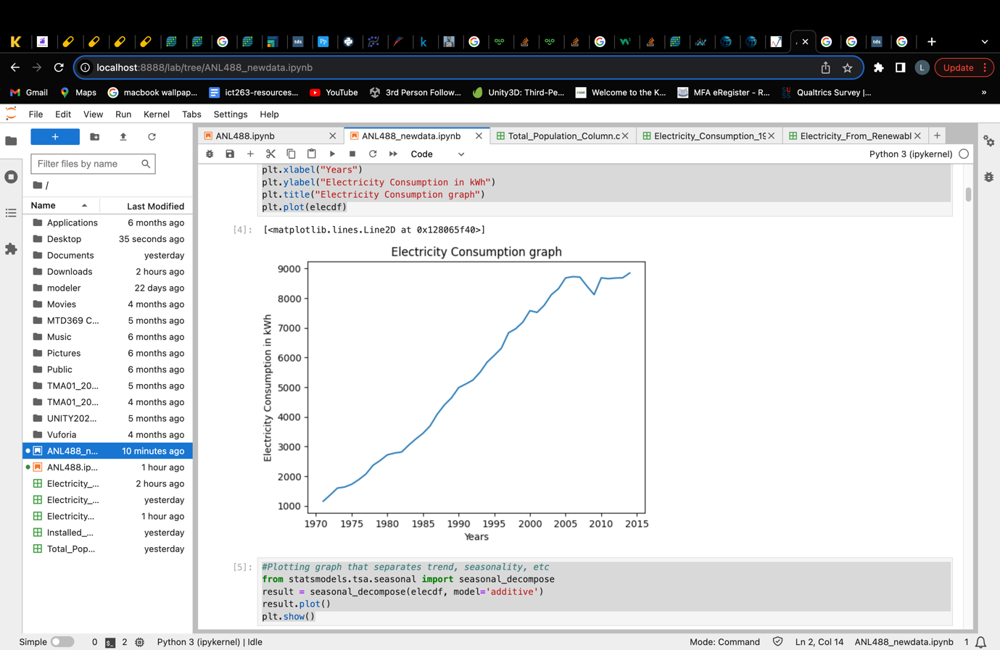 localhost:8888/lab/tree/ANL488_newdata.ipynb
L
Update
Gmail
Maps
macbook wallpap...
ict263-resources...
YouTube
3rd Person Follow...
Unity3D: Third-Pe...
Welcome to the K...
MFA eRegister - R...
Qualtrics Survey |...
»
File Edit View Run Kernel Tabs Settings Help
ANL488.ipynb
ANL488_newdata.ipynb
Total_Population_Column.c
Electricity_Consumption_19
Electricity_From_Renewabl
Code
Python 3 (ipykernel)
Filter files by name
/
Name Last Modified
Applications 6 months ago
Desktop 35 seconds ago
Documents yesterday
Downloads 2 hours ago
modeler 22 days ago
Movies 4 months ago
MTD369 C... 5 months ago
Music 6 months ago
Pictures 6 months ago
Public 6 months ago
TMA01_20... 5 months ago
TMA01_20... 4 months ago
UNITY202... 5 months ago
Vuforia 4 months ago
ANL488_n... 10 minutes ago
ANL488.ip... 1 hour ago
Electricity_... 2 hours ago
Electricity_... yesterday
Electricity... 1 hour ago
Installed_... yesterday
Total_Pop... yesterday
plt.xlabel("Years")
plt.ylabel("Electricity Consumption in kWh")
plt.title("Electricity Consumption graph")
plt.plot(elecdf)
[4]: [<matplotlib.lines.Line2D at 0x128065f40>]
Electricity Consumption graph
Electricity Consumption in kWh
9000
8000
7000
6000
5000
4000
3000
2000
1000
1970 1975 1980 1985 1990 1995 2000 2005 2010 2015
Years
[5]: #Plotting graph that separates trend, seasonality, etc
from statsmodels.tsa.seasonal import seasonal_decompose
result = seasonal_decompose(elecdf, model='additive')
result.plot()
plt.show()
Simple 0 2 Python 3 (ipykernel) | Idle
Mode: Command Ln 2, Col 14 ANL488_newdata.ipynb 1